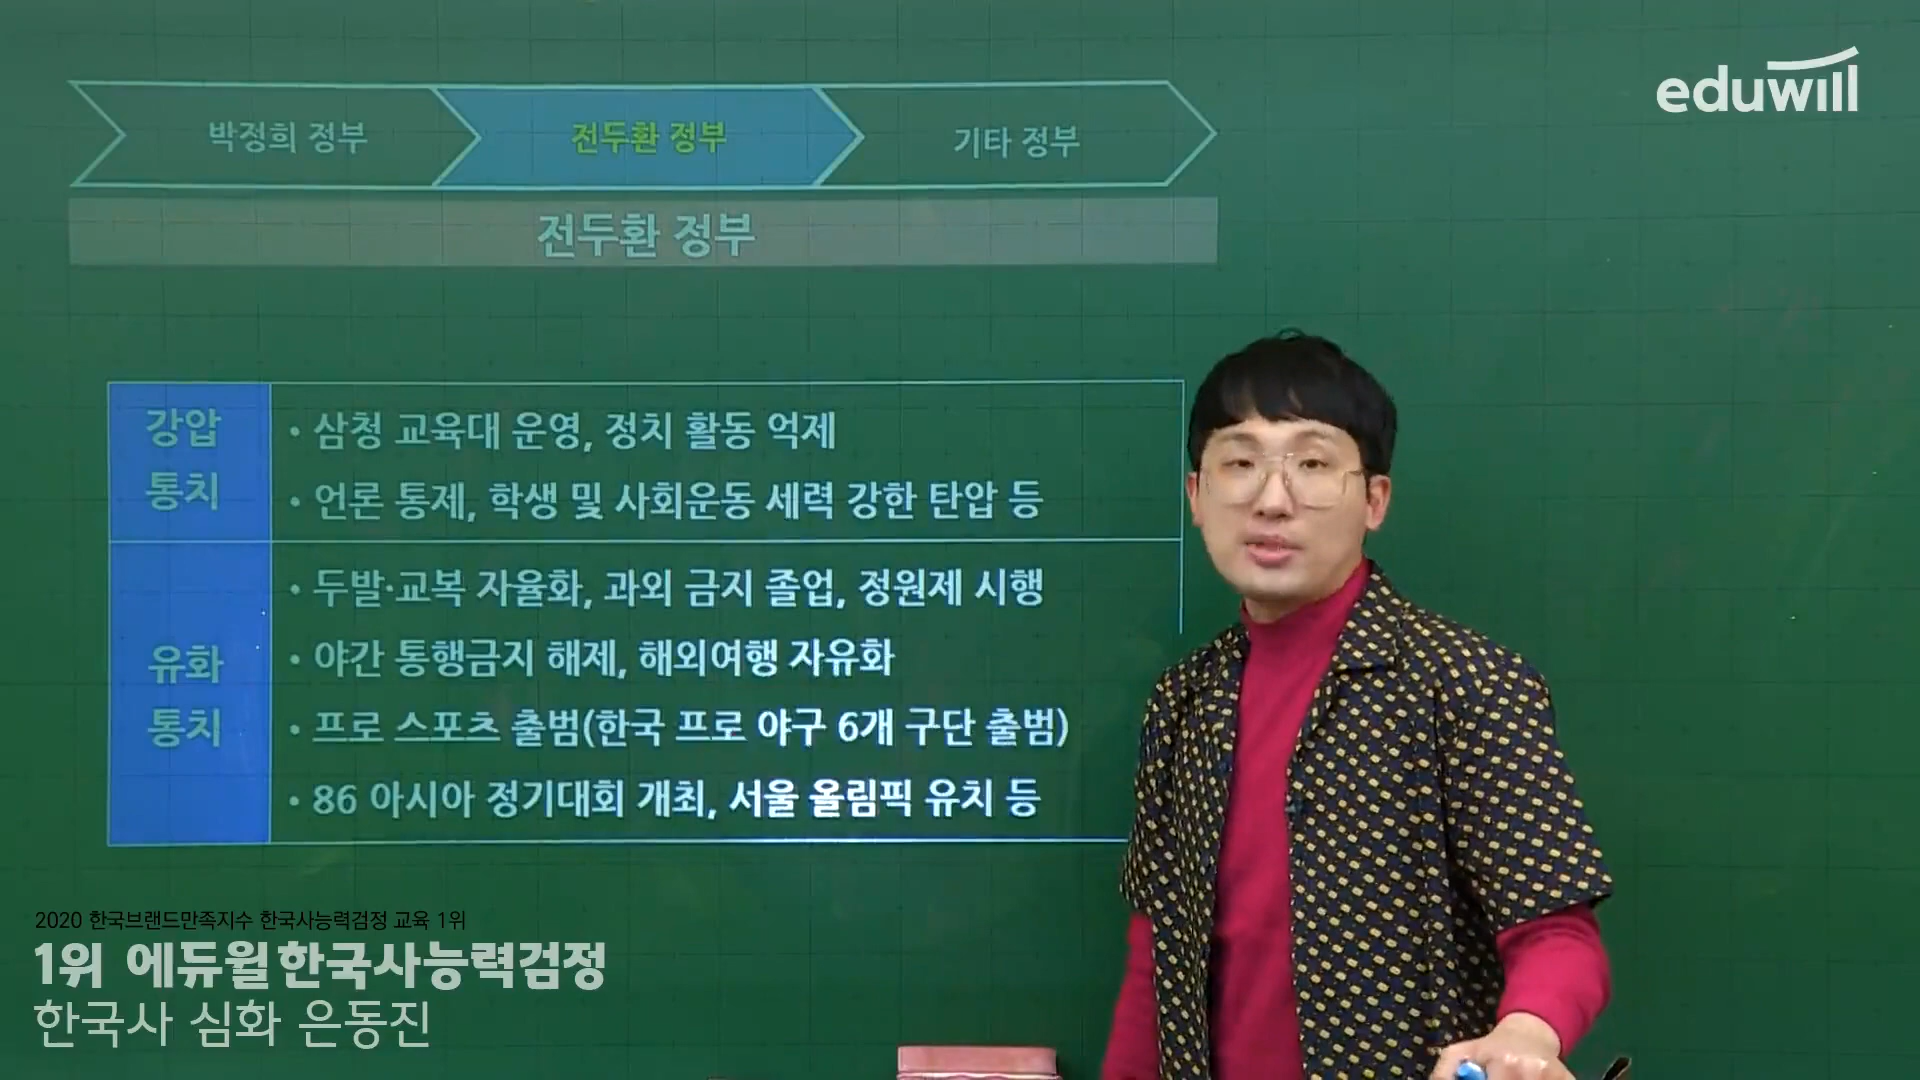 eduwill
박정희 정부
전두환 정부
기타 정부
전두환 정부
강압
통치
• 삼청 교육대 운영, 정치 활동 억제
• 언론 통제, 학생 및 사회운동 세력 강한 탄압 등
유화
통치
• 두발·교복 자율화, 과외 금지 졸업, 정원제 시행
• 야간 통행금지 해제, 해외여행 자유화
• 프로 스포츠 출범(한국 프로 야구 6개 구단 출범)
• 86 아시아 정기대회 개최, 서울 올림픽 유치 등
2020 한국브랜드만족지수 한국사능력검정 교육 1위
1위 에듀윌 한국사능력검정
한국사 심화 은동진